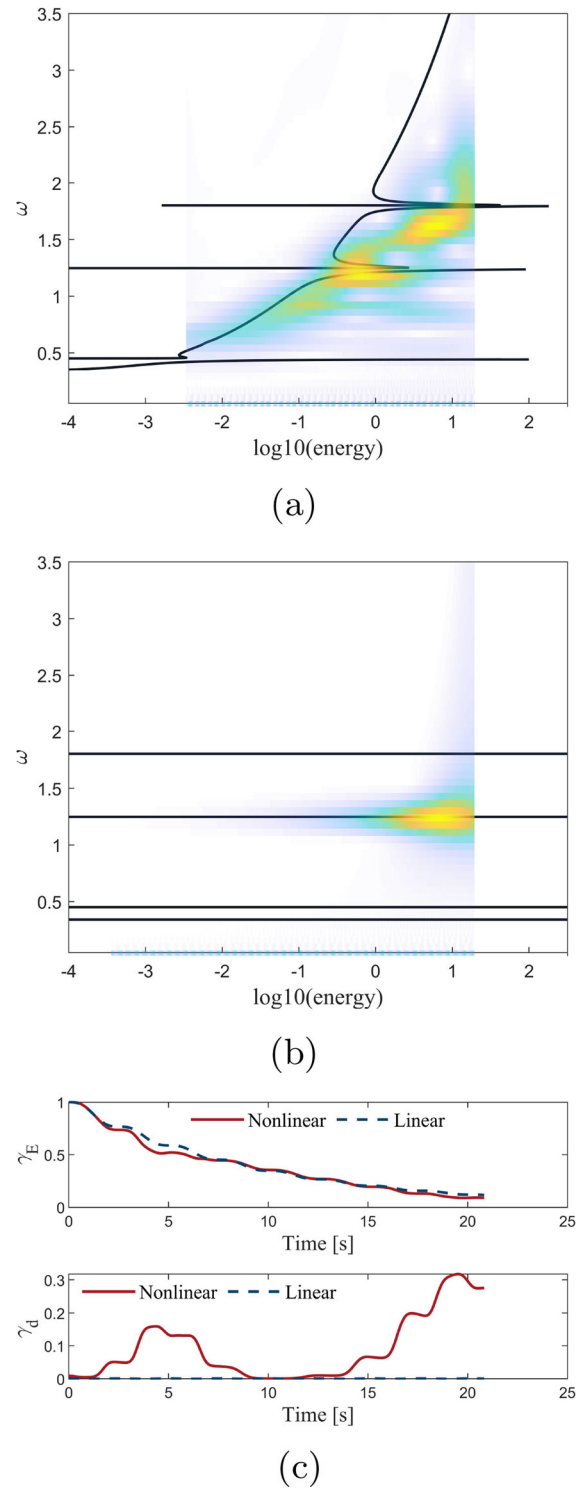 3.5
3
2.5
2
1.5
1
0.5
ω
-4 -3 -2 -1 0 1 2
log10(energy)
(a)
3.5
3
2.5
2
1.5
1
0.5
ω
-4 -3 -2 -1 0 1 2
log10(energy)
(b)
1
0.5
0
γE
Nonlinear Linear
0 5 10 15 20 25
Time [s]
0.3
0.2
0.1
0
γd
Nonlinear Linear
0 5 10 15 20 25
Time [s]
(c)